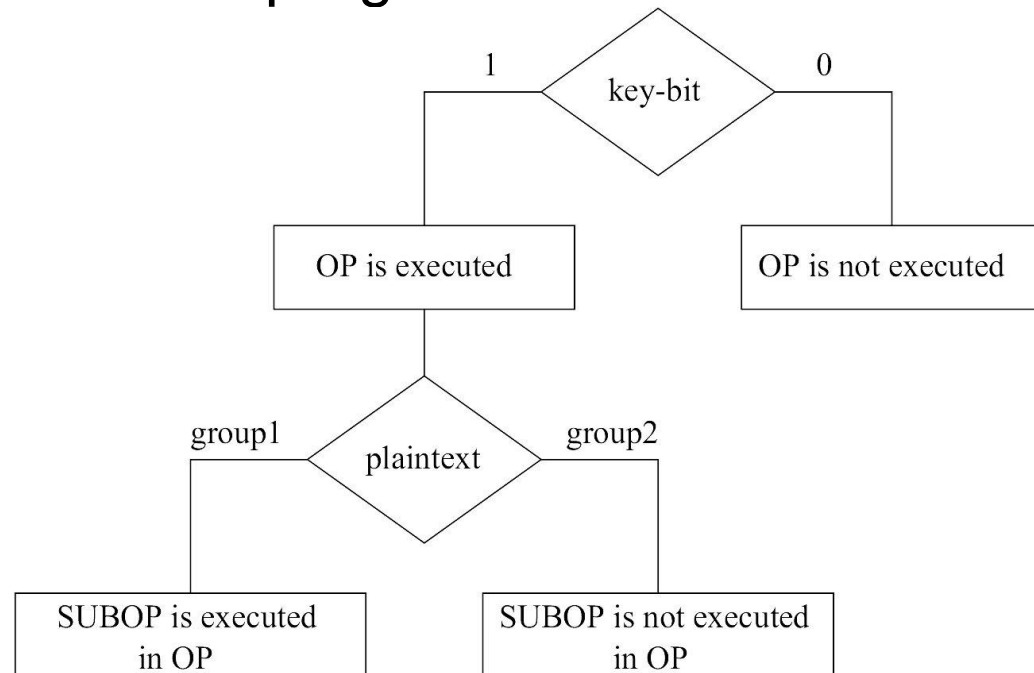 1
0
key-bit
OP is executed
OP is not executed
group1
group2
plaintext
SUBOP is executed
in OP
SUBOP is not executed
in OP